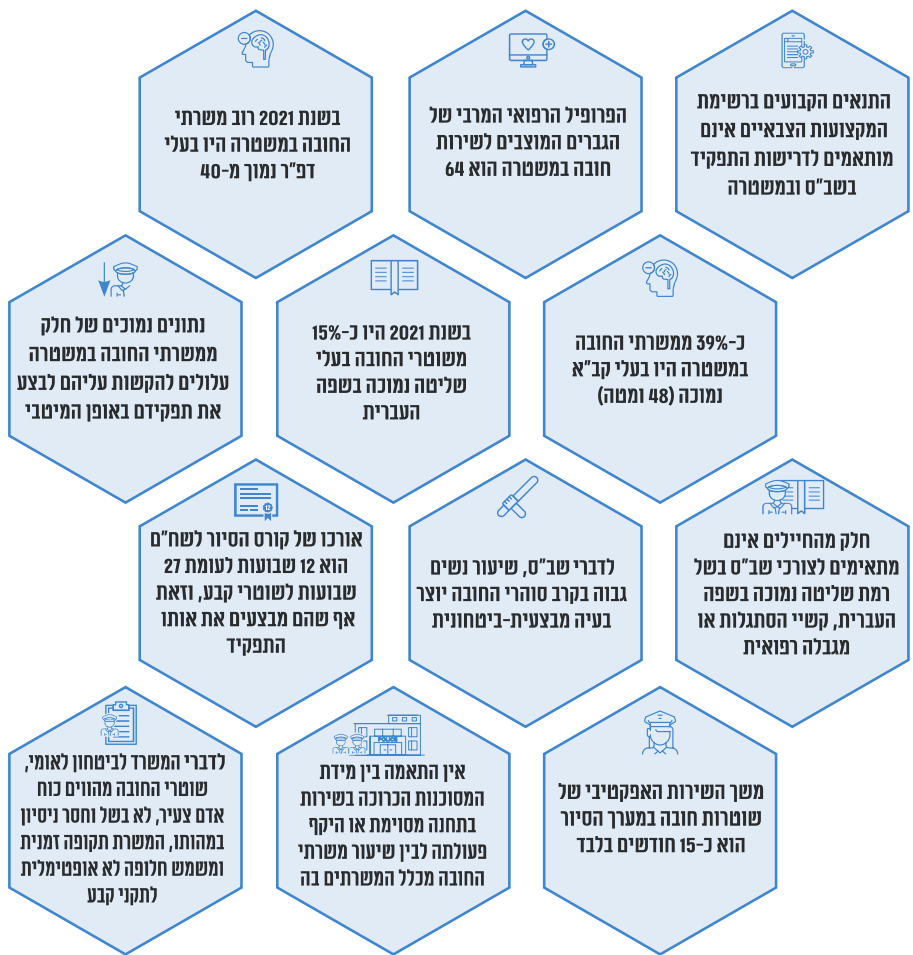 התנאים הקבועים ברשימת
המקצועות הצבאיים אינם
מותאמים לדרישות התפקיד
בשב"ס ובמשטרה
הפרופיל הרפואי המרבי של
הגברים המוצבים לשירות
חובה במשטרה הוא 64
בשנת 2021 רוב משרתי
החובה במשטרה היו בעלי
דפ"ר נמוך מ-40
כ-39% ממשרתי החובה
במשטרה היו בעלי קב"א
נמוכה (48 ומטה)
בשנת 2021 היו כ-15%
משוטרי החובה בעלי
שליטה נמוכה בשפה
העברית
נתונים נמוכים של חלק
ממשרתי החובה במשטרה
עלולים להקשות עליהם לבצע
את תפקידם באופן המיטבי
חלק מהחיילים אינם
מתאימים לצורכי שב"ס בשל
רמת שליטה נמוכה בשפה
העברית, קשיי הסתגלות או
מגבלה רפואית
לדברי שב"ס, שיעור נשים
גבוה בקרב סוהרי החובה יוצר
בעיה מבצעית-ביטחונית
אורכו של קורס הסיור לשח"ם
הוא 12 שבועות לעומת 27
שבועות לשוטרי קבע, וזאת
אף שהם מבצעים את אותו
התפקיד
משך השירות האפקטיבי של
שוטרות חובה במערך הסיור
הוא כ-15 חודשים בלבד
POLICE
אין התאמה בין מידת
המסוכנות הכרוכה בשירות
בתחנה מסוימת או היקף
פעולתה לבין שיעור משרתי
החובה מכלל המשרתים בה
לדברי המשרד לביטחון לאומי,
שוטרי החובה מהווים כוח
אדם צעיר, לא בשל וחסר ניסיון
במהותו, המשרת תקופה זמנית
ומשמש חלופה לא אופטימלית
לתקני קבע